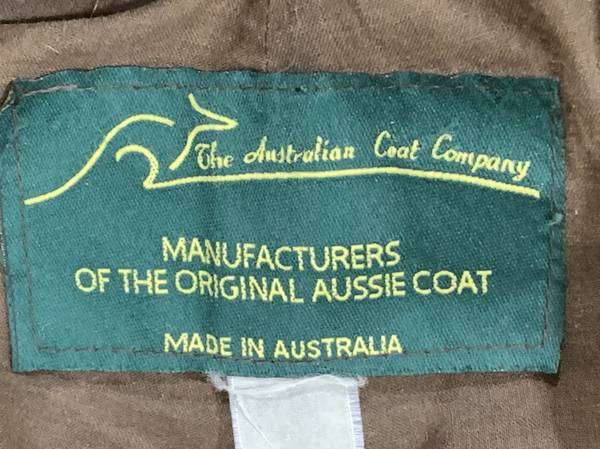 The Australian Coat Company
MANUFACTURERS
OF THE ORIGINAL AUSSIE COAT
MADE IN AUSTRALIA